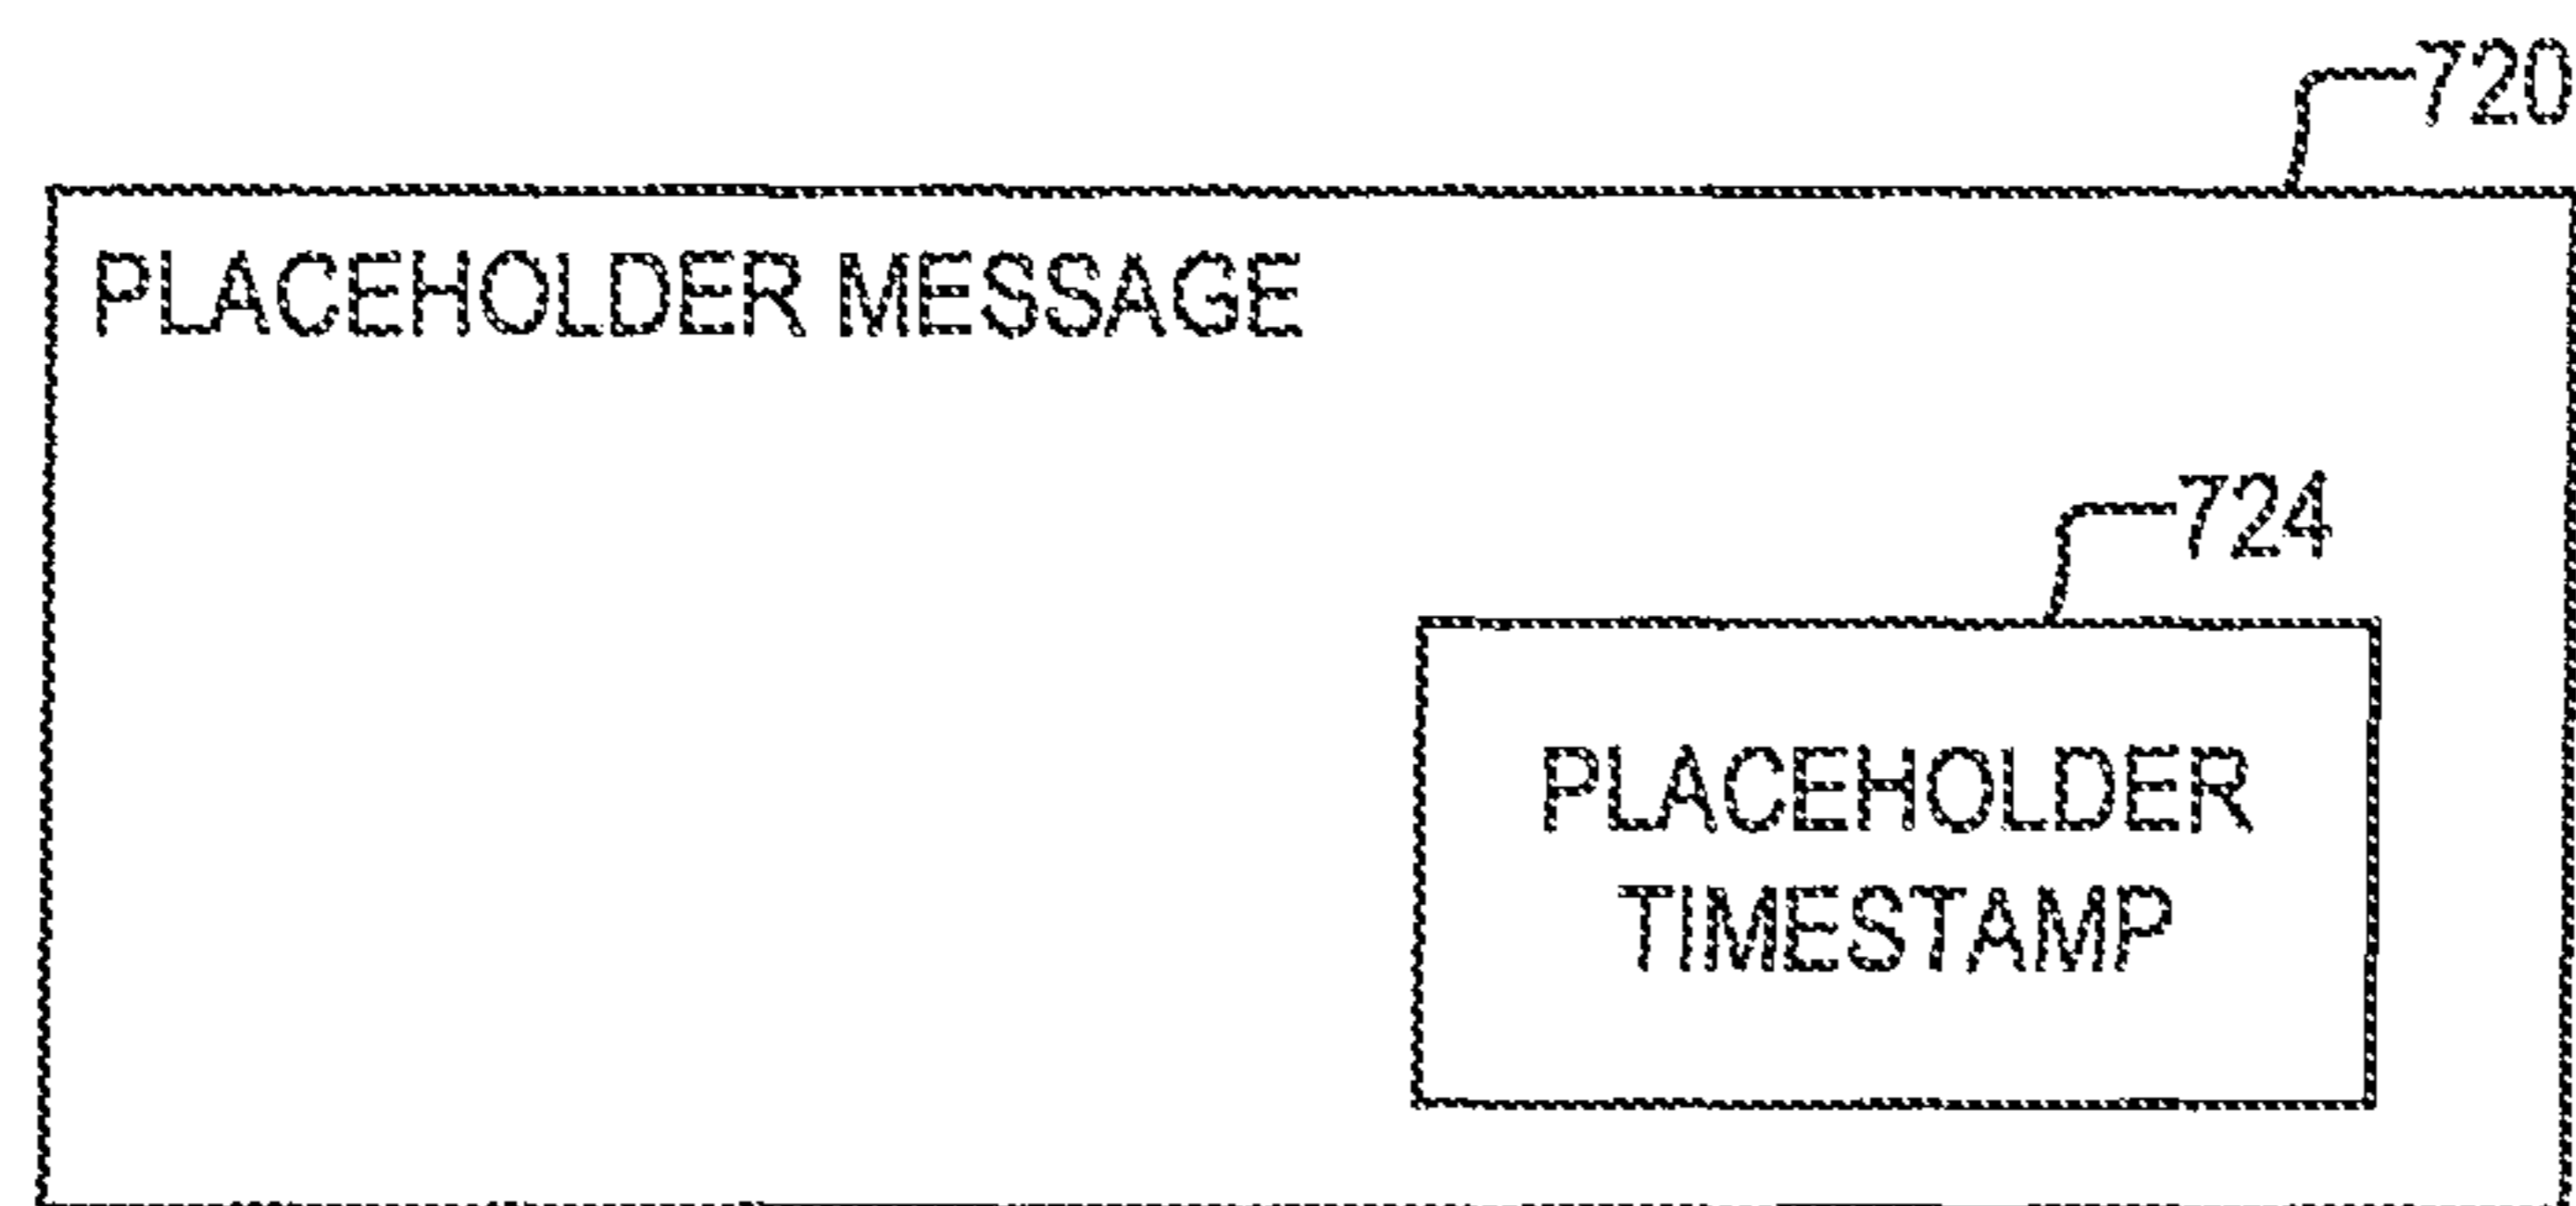 720
PLACEHOLDER MESSAGE
724
PLACEHOLDER
TIMESTAMP